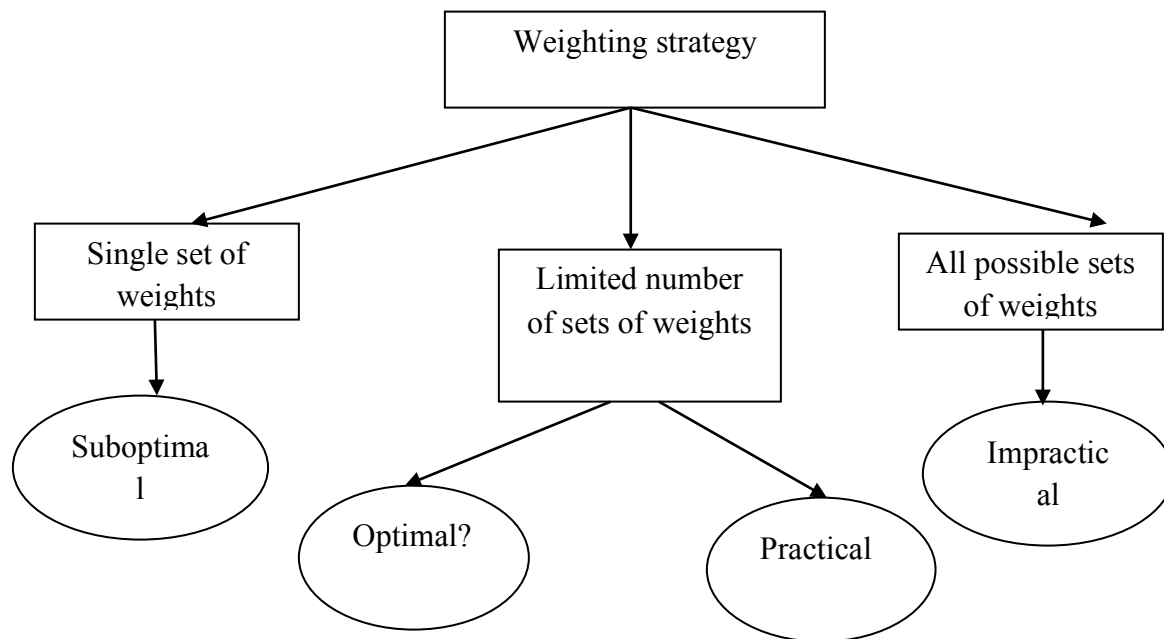 Weighting strategy
Single set of
weights
Limited number
of sets of weights
All possible sets
of weights
Suboptima
l
Optimal?
Practical
Impractic
al